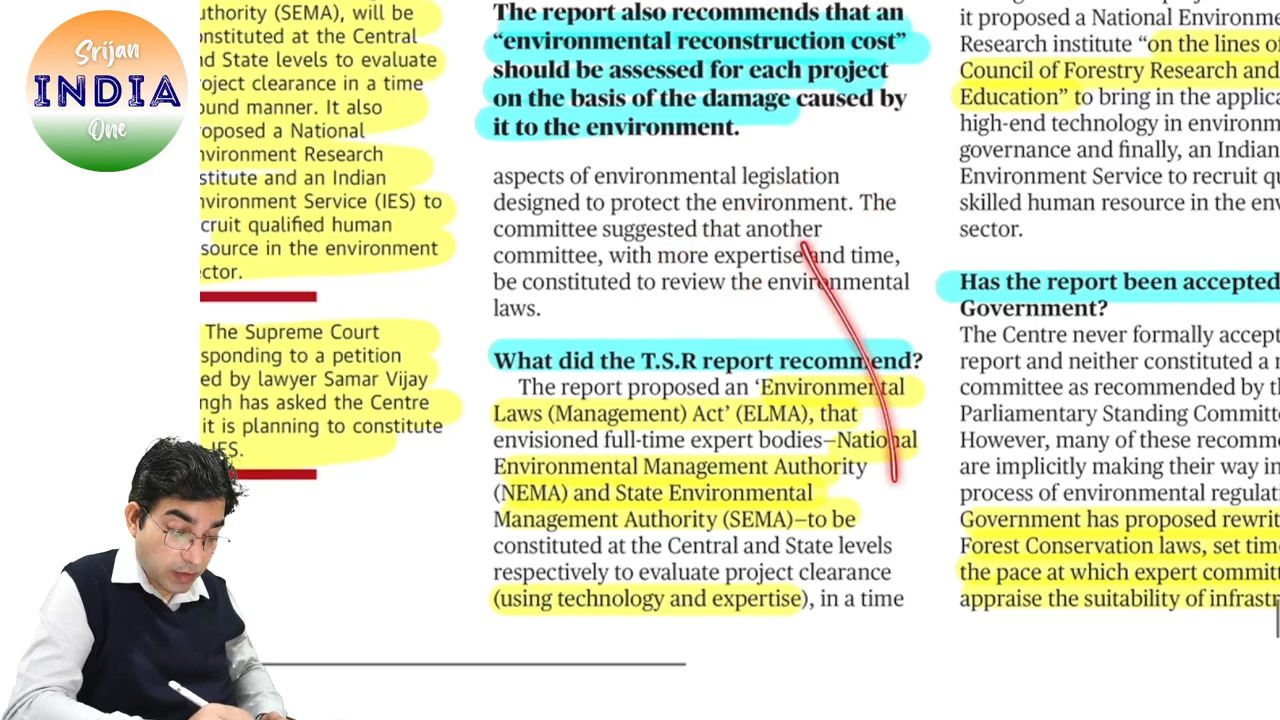 Srijan
INDIA
One
uthority (SEMA), will be
onstituted at the Central
nd State levels to evaluate
roject clearance in a time
ound manner. It also
roposed a National
nvironment Research
stitute and an Indian
nvironment Service (IES) to
cruit qualified human
source in the environment
ector.
The Supreme Court
sponding to a petition
ed by lawyer Samar Vijay
ngh has asked the Centre
it is planning to constitute
IES.
The report also recommends that an
“environmental reconstruction cost”
should be assessed for each project
on the basis of the damage caused by
it to the environment.
aspects of environmental legislation
designed to protect the environment. The
committee suggested that another
committee, with more expertise and time,
be constituted to review the environmental
laws.
What did the T.S.R report recommend?
The report proposed an ‘Environmental
Laws (Management) Act’ (ELMA), that
envisioned full-time expert bodies—National
Environmental Management Authority
(NEMA) and State Environmental
Management Authority (SEMA)—to be
constituted at the Central and State levels
respectively to evaluate project clearance
(using technology and expertise), in a time
it proposed a National Environme
Research institute “on the lines of
Council of Forestry Research and
Education” to bring in the applica
high-end technology in environm
governance and finally, an Indian
Environment Service to recruit qu
skilled human resource in the env
sector.
Has the report been accepted
Government?
The Centre never formally accept
report and neither constituted a n
committee as recommended by th
Parliamentary Standing Committe
However, many of these recomme
are implicitly making their way in
process of environmental regulati
Government has proposed rewrit
Forest Conservation laws, set time
the pace at which expert committ
appraise the suitability of infrastr